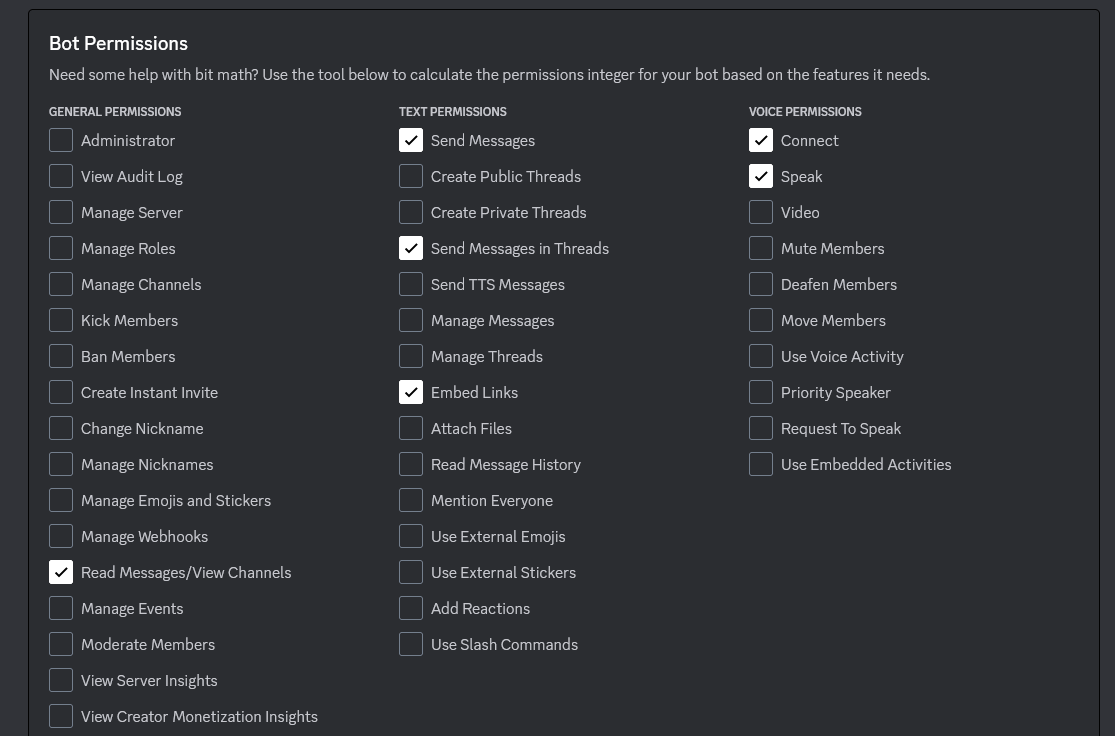 Bot Permissions
Need some help with bit math? Use the tool below to calculate the permissions integer for your bot based on the features it needs.
GENERAL PERMISSIONS
Administrator
View Audit Log
Manage Server
Manage Roles
Manage Channels
Kick Members
Ban Members
Create Instant Invite
Change Nickname
Manage Nicknames
Manage Emojis and Stickers
Manage Webhooks
Read Messages/View Channels
Manage Events
Moderate Members
View Server Insights
View Creator Monetization Insights
TEXT PERMISSIONS
Send Messages
Create Public Threads
Create Private Threads
Send Messages in Threads
Send TTS Messages
Manage Messages
Manage Threads
Embed Links
Attach Files
Read Message History
Mention Everyone
Use External Emojis
Use External Stickers
Add Reactions
Use Slash Commands
VOICE PERMISSIONS
Connect
Speak
Video
Mute Members
Deafen Members
Move Members
Use Voice Activity
Priority Speaker
Request To Speak
Use Embedded Activities